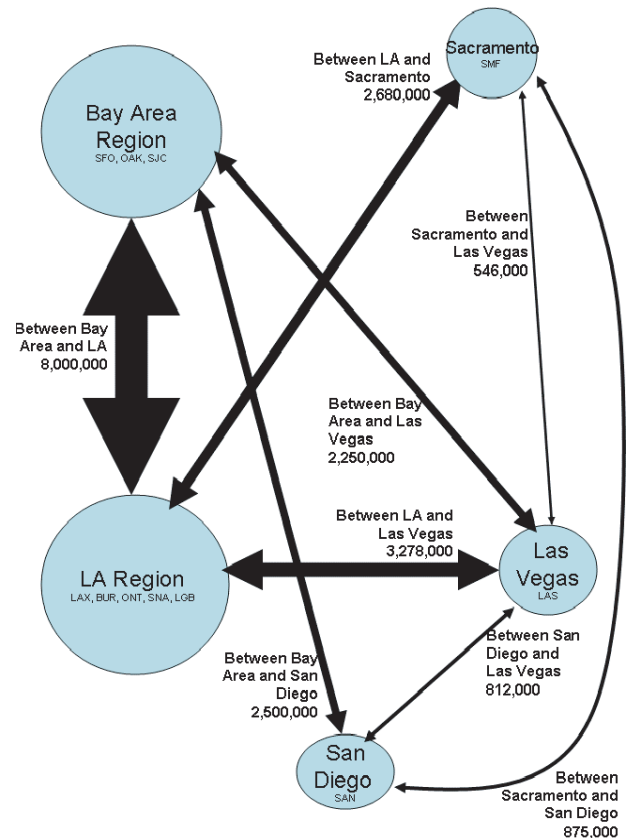 Sacramento
SMF
Between LA and
Sacramento
2,680,000
Bay Area
Region
SFO, OAK, SJC
Between
Sacramento and
Las Vegas
546,000
Between Bay
Area and LA
8,000,000
Between Bay
Area and Las
Vegas
2,250,000
Between LA and
Las Vegas
3,278,000
LA Region
LAX, BUR, ONT, SNA, LGB
Las
Vegas
LAS
Between Bay
Area and San
Diego
2,500,000
Between San
Diego and
Las Vegas
812,000
San
Diego
SAN
Between
Sacramento and
San Diego
875,000